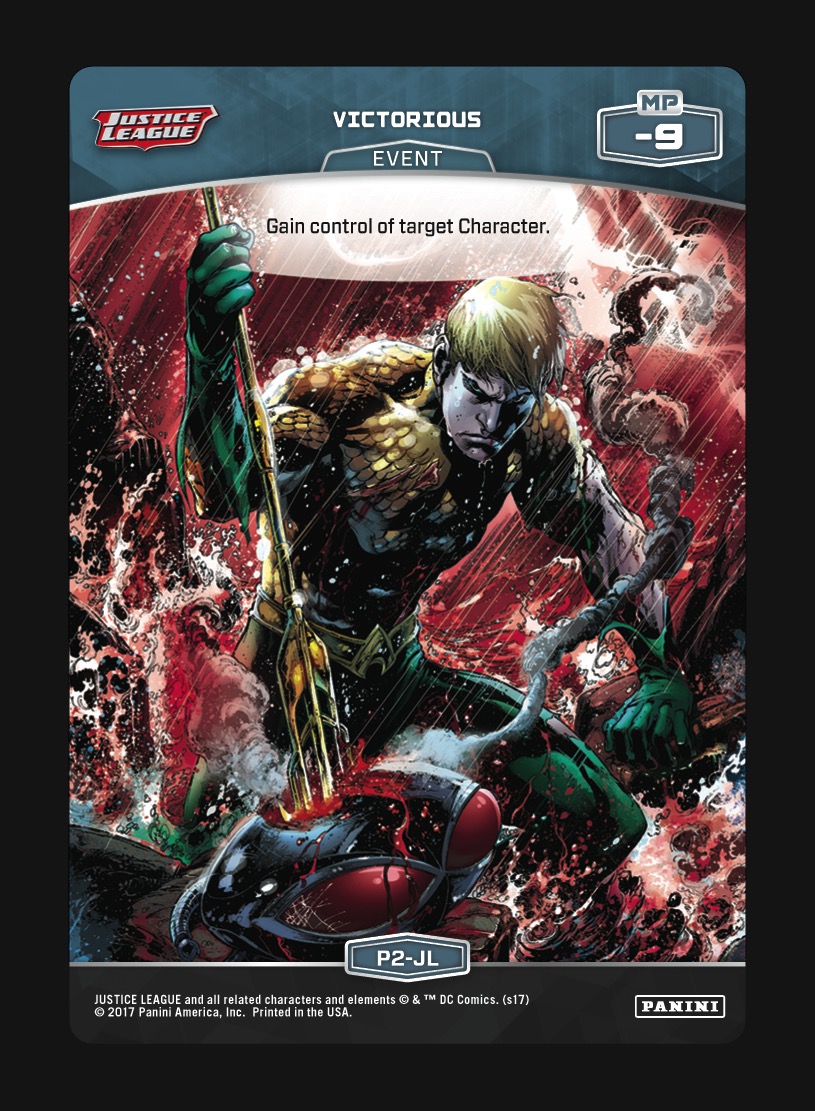 JUSTICE
LEAGUE
VICTORIOUS
MP
-9
EVENT
Gain control of target Character.
P2-JL
JUSTICE LEAGUE and all related characters and elements © & ™ DC Comics. (s17)
© 2017 Panini America, Inc. Printed in the USA.
PANINI